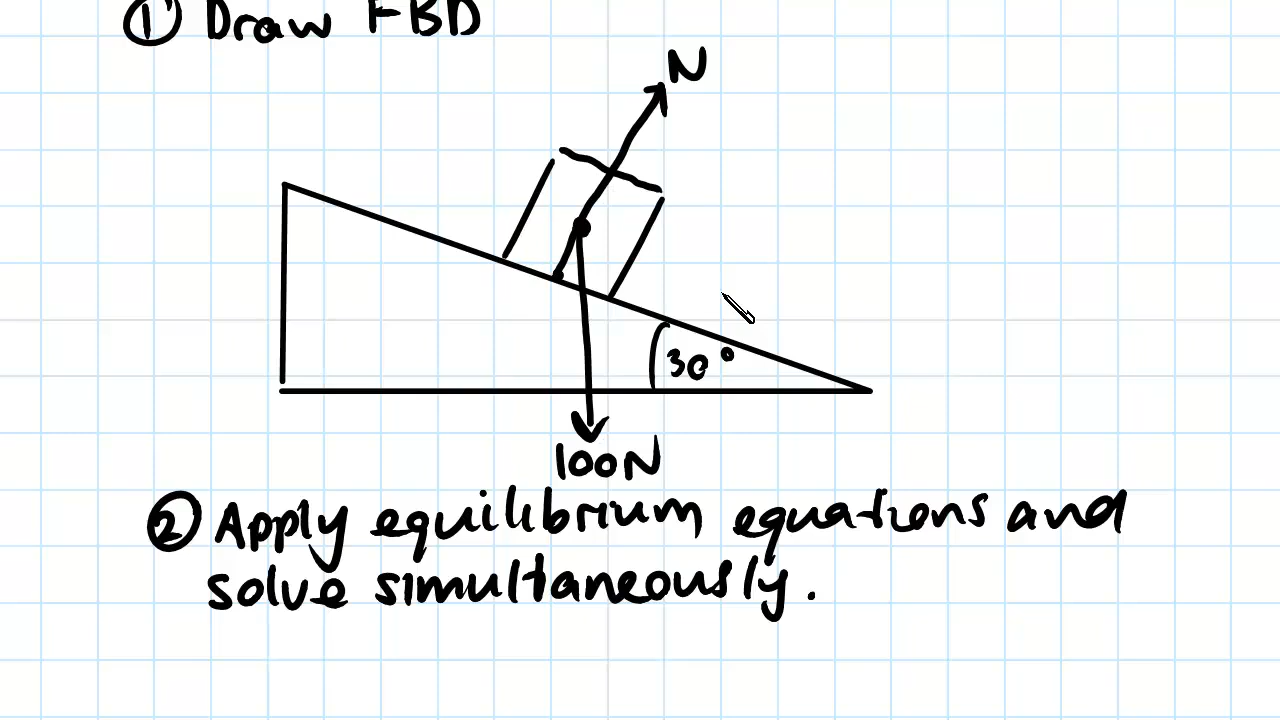 ① Draw FBD
N
30°
100N
② Apply equilibrium equations and
solve simultaneously.